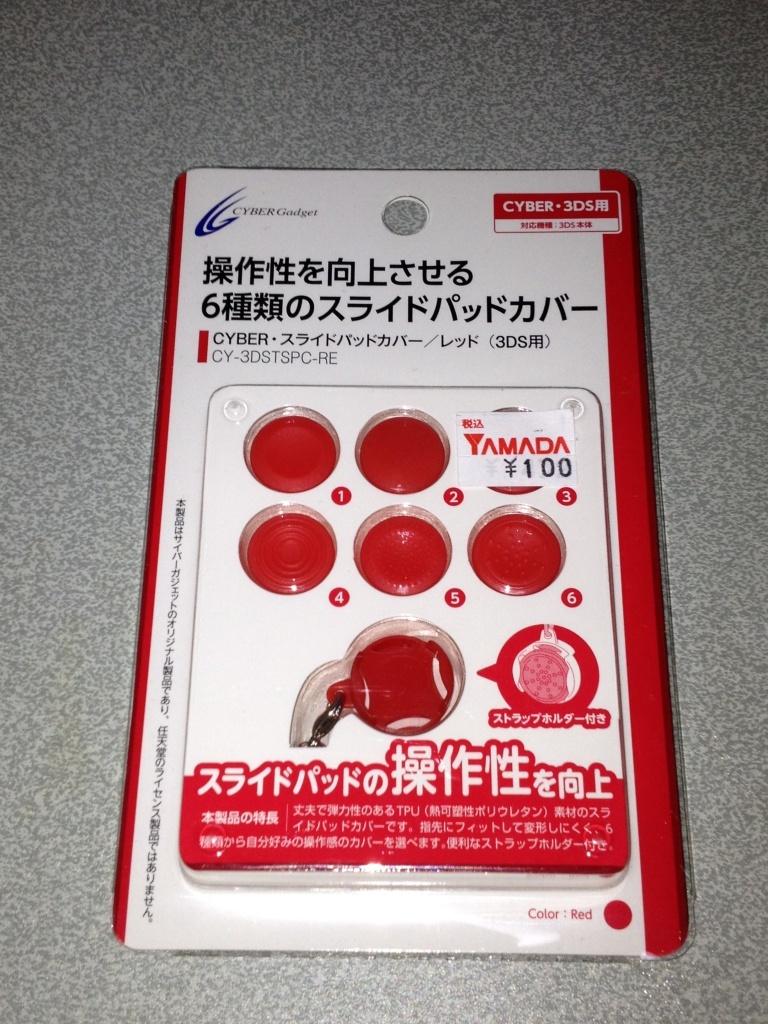 CYBER Gadget
CYBER・3DS用
対応機種：3DS本体
操作性を向上させる
6種類のスライドパッドカバー
CYBER・スライドパッドカバー／レッド（3DS用）
CY-3DSTSPC-RE
税込
YAMADA
¥100
1
2
3
4
5
6
ストラップホルダー付き
スライドパッドの操作性を向上
本製品の特長
丈夫で弾力性のあるTPU（熱可塑性ポリウレタン）素材のスラ
イドパッドカバーです。指先にフィットして変形しにくく、6
種類から自分好みの操作感のカバーを選べます。便利なストラップホルダー付き。
本製品はサイバーガジェットのオリジナル製品であり、任天堂のライセンス製品ではありません。
Color：Red